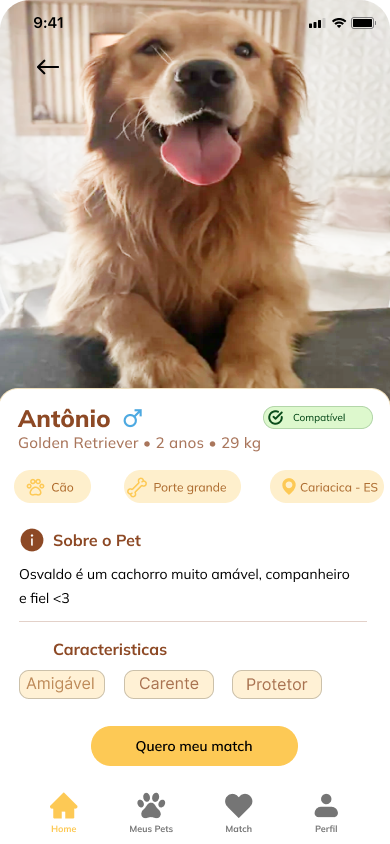 9:41
Antônio
Compatível
Golden Retriever • 2 anos • 29 kg
Cão
Porte grande
Cariacica - ES
Sobre o Pet
Osvaldo é um cachorro muito amável, companheiro
e fiel <3
Caracteristicas
Amigável
Carente
Protetor
Quero meu match
Home
Meus Pets
Match
Perfil